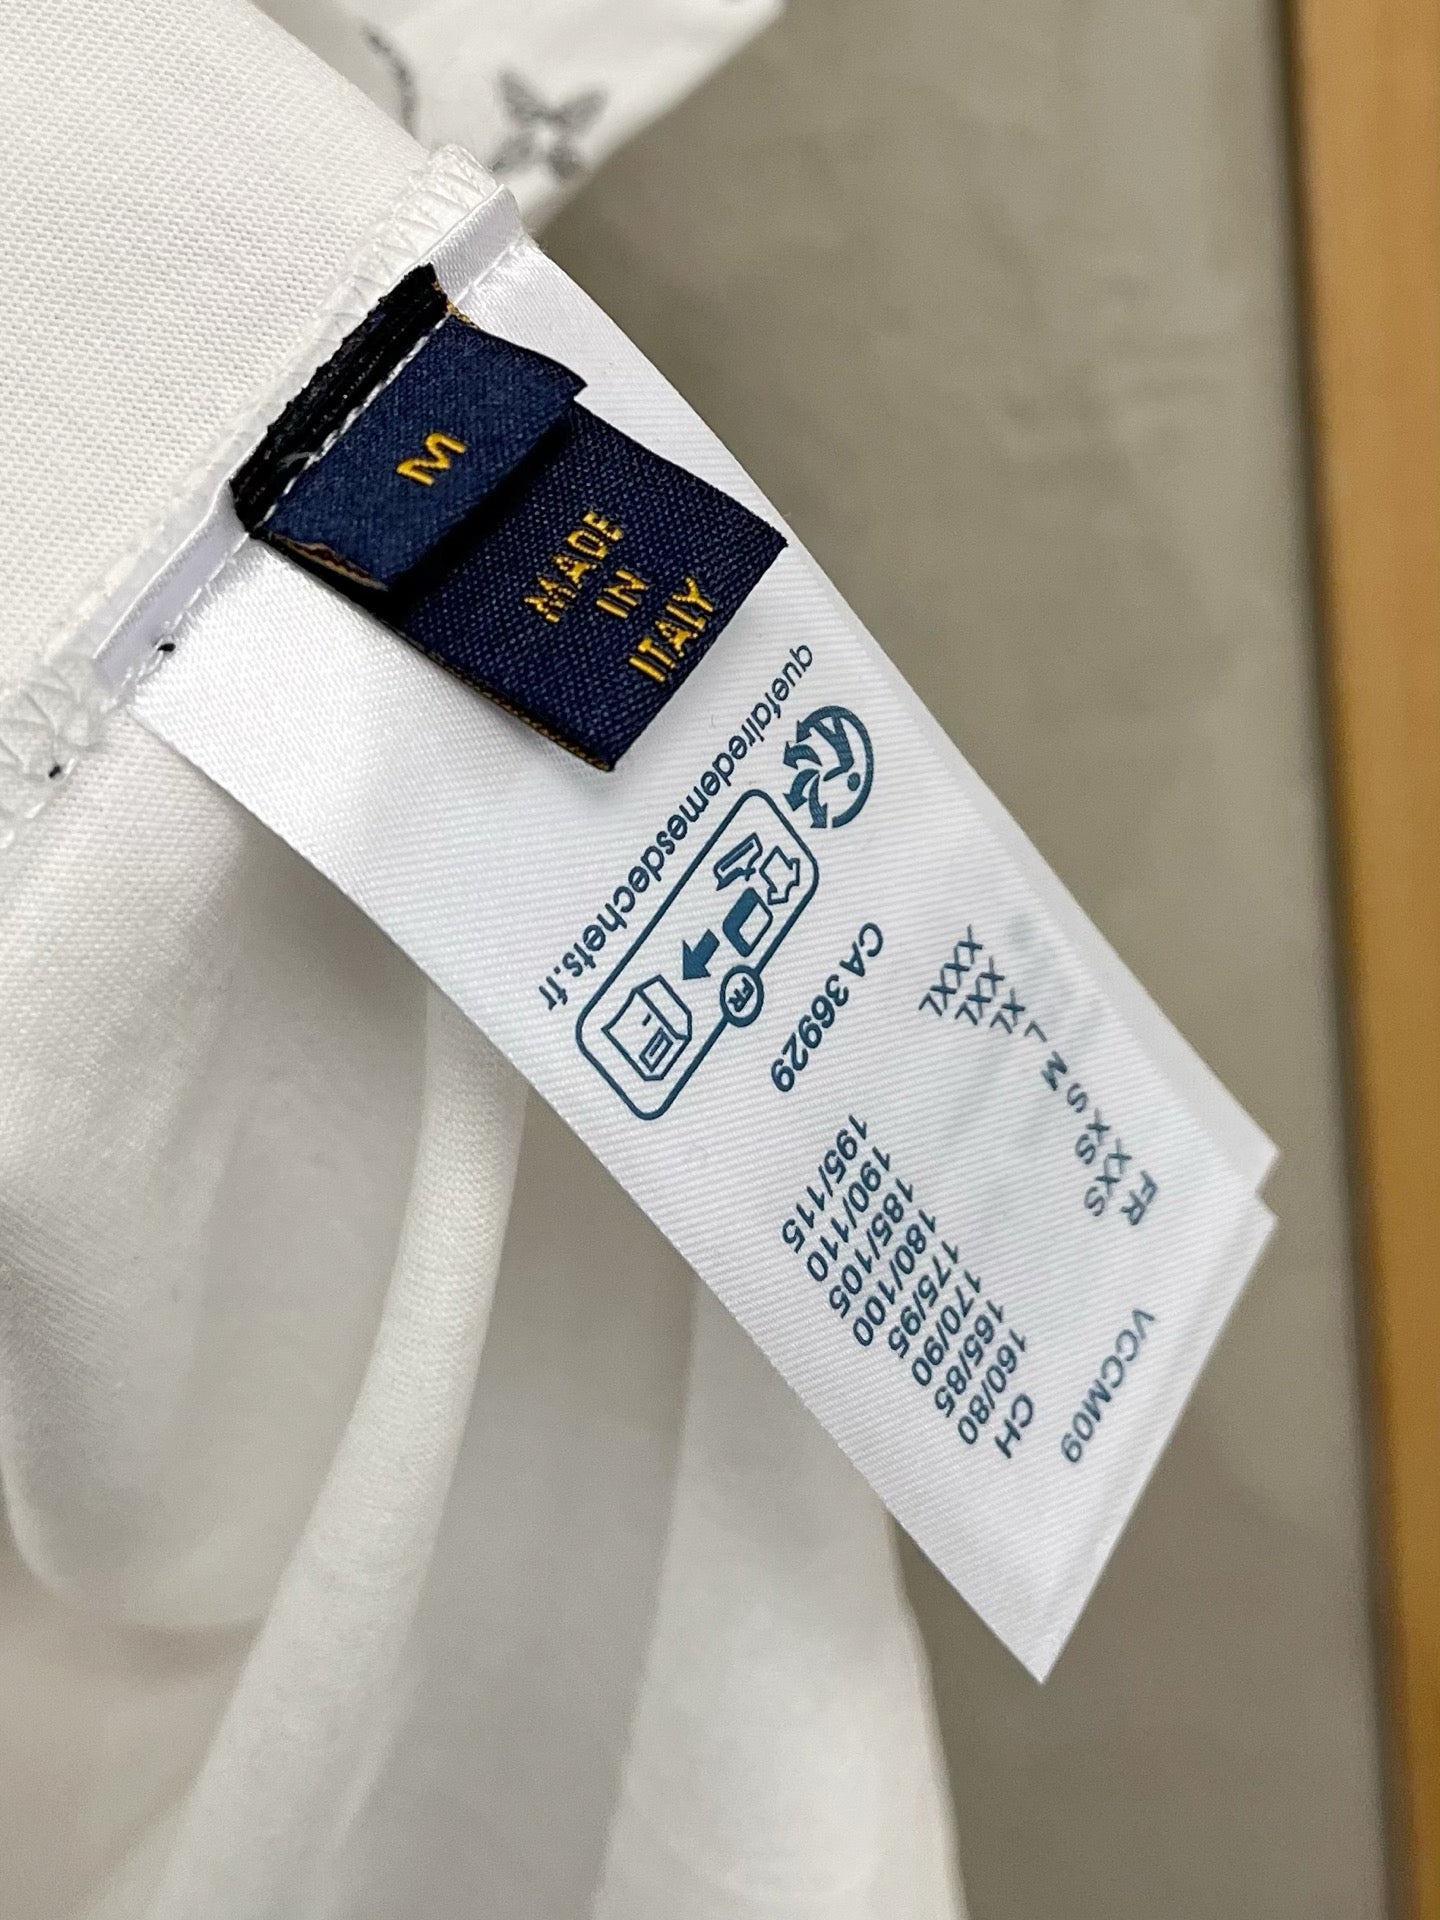 M
MADE
IN
ITALY
quefairedemesdechets.fr
FR
CA 36929
FR CH
XXS 160/80
XS 165/85
S 170/90
M 175/95
L 180/100
XL 185/105
XXL 190/110
XXXL 195/115
VCCM09